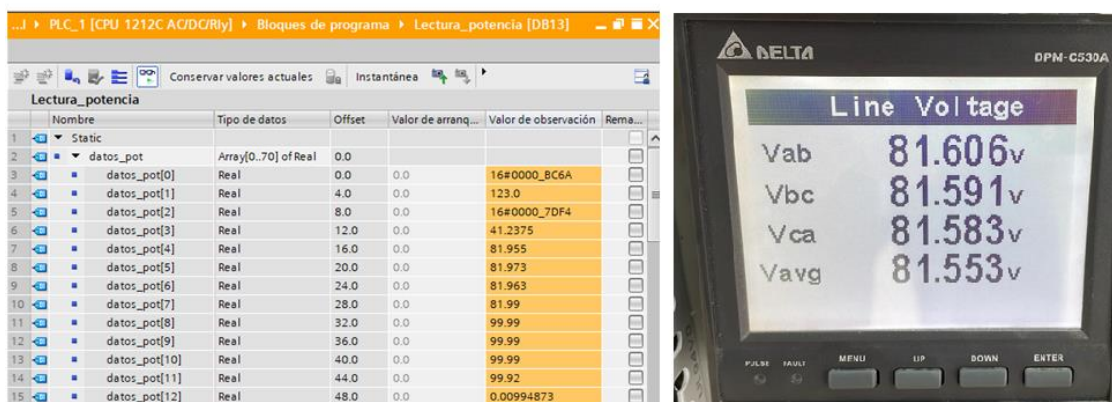 ...l ▸ PLC_1 [CPU 1212C AC/DC/Rly] ▸ Bloques de programa ▸ Lectura_potencia [DB13]
Conservar valores actuales Instantánea
Lectura_potencia
Nombre Tipo de datos Offset Valor de arranq... Valor de observación Rema...
1 Static
2 datos_pot Array[0..70] of Real 0.0
3 datos_pot[0] Real 0.0 0.0 16#0000_BC6A
4 datos_pot[1] Real 4.0 0.0 123.0
5 datos_pot[2] Real 8.0 0.0 16#0000_7DF4
6 datos_pot[3] Real 12.0 0.0 41.2375
7 datos_pot[4] Real 16.0 0.0 81.955
8 datos_pot[5] Real 20.0 0.0 81.973
9 datos_pot[6] Real 24.0 0.0 81.963
10 datos_pot[7] Real 28.0 0.0 81.99
11 datos_pot[8] Real 32.0 0.0 99.99
12 datos_pot[9] Real 36.0 0.0 99.99
13 datos_pot[10] Real 40.0 0.0 99.99
14 datos_pot[11] Real 44.0 0.0 99.92
15 datos_pot[12] Real 48.0 0.0 0.00994873
DELTA DPM-C530A
Line Voltage
Vab 81.606v
Vbc 81.591v
Vca 81.583v
Vavg 81.553v
PULSE FAULT MENU UP DOWN ENTER